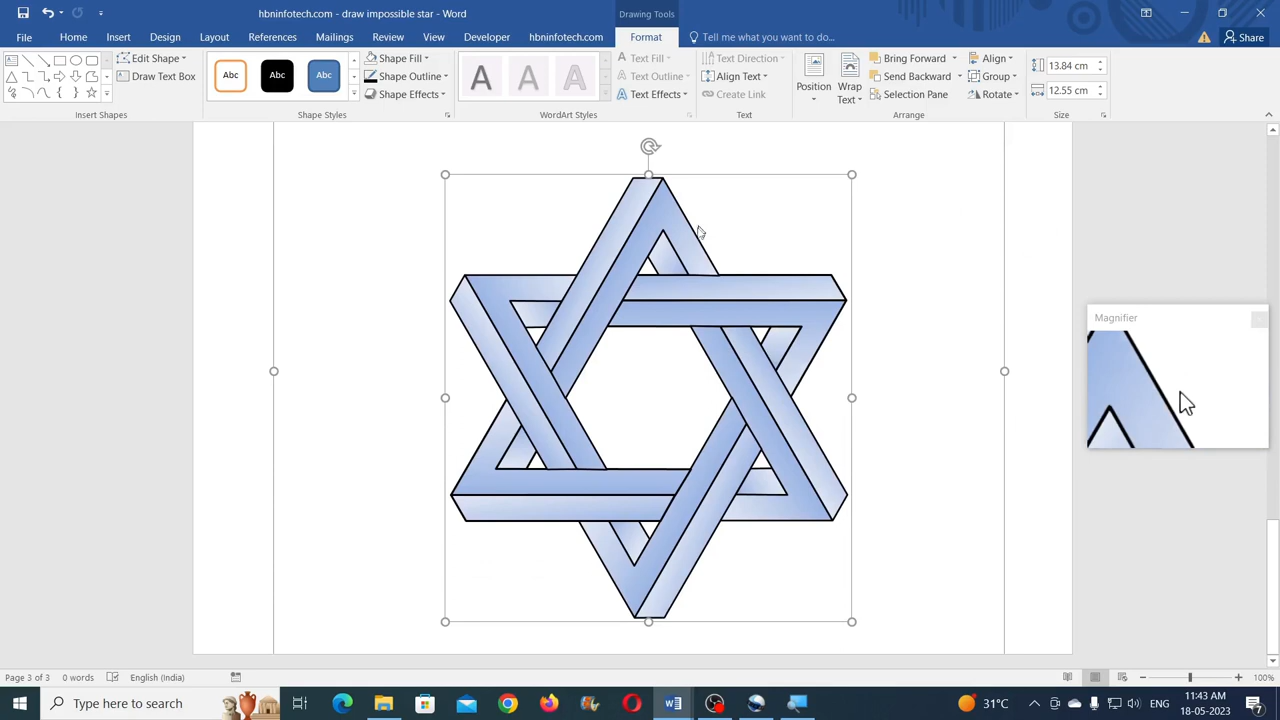 hbninfotech.com - draw impossible star - Word
Drawing Tools
File Home Insert Design Layout References Mailings Review View Developer hbninfotech.com Format Tell me what you want to do... Share
Edit Shape
Draw Text Box
Insert Shapes
Abc Abc Abc
Shape Fill
Shape Outline
Shape Effects
Shape Styles
A A A
Text Fill
Text Outline
Text Effects
WordArt Styles
Text Direction
Align Text
Create Link
Text
Position
Wrap Text
Bring Forward
Send Backward
Selection Pane
Align
Group
Rotate
Arrange
13.84 cm
12.55 cm
Size
Magnifier
Page 3 of 3 0 words English (India) 100%
Type here to search
31°C ENG 11:43 AM
18-05-2023
7